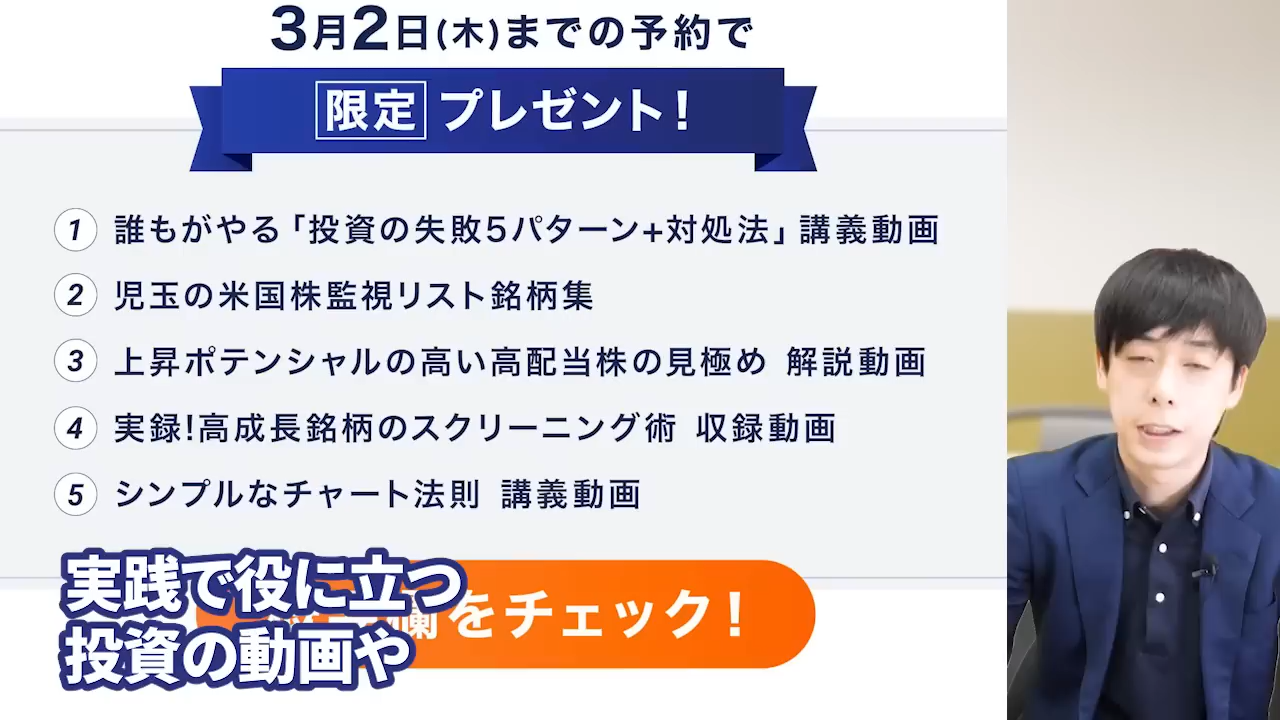 3月2日(木)までの予約で
限定 プレゼント!
1 誰もがやる「投資の失敗5パターン+対処法」講義動画
2 児玉の米国株監視リスト銘柄集
3 上昇ポテンシャルの高い高配当株の見極め 解説動画
4 実録!高成長銘柄のスクリーニング術 収録動画
5 シンプルなチャート法則 講義動画
欄をチェック!
実践で役に立つ
投資の動画や